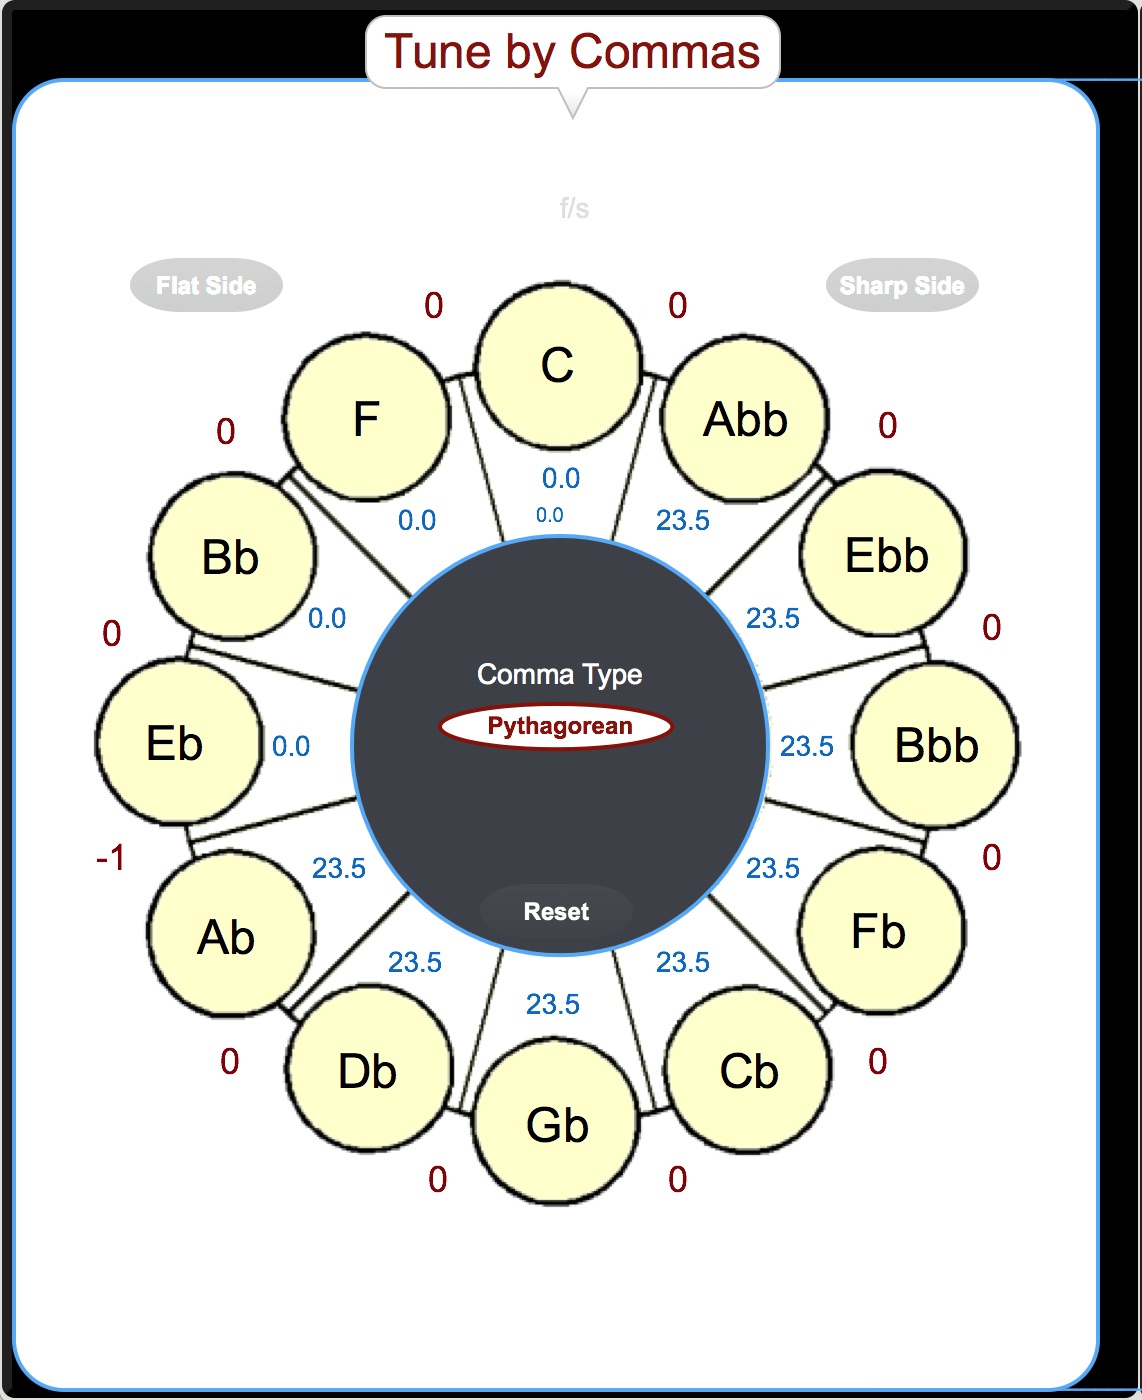 Tune by Commas
f/s
Flat Side
Sharp Side
0
0
C
F
Abb
0
0
0.0
0.0
0.0
23.5
Bb
Ebb
0.0
23.5
0
0
Comma Type
Pythagorean
Eb
0.0
23.5
Bbb
-1
0
23.5
23.5
Reset
Ab
Fb
23.5
23.5
23.5
0
0
Db
Cb
Gb
0
0